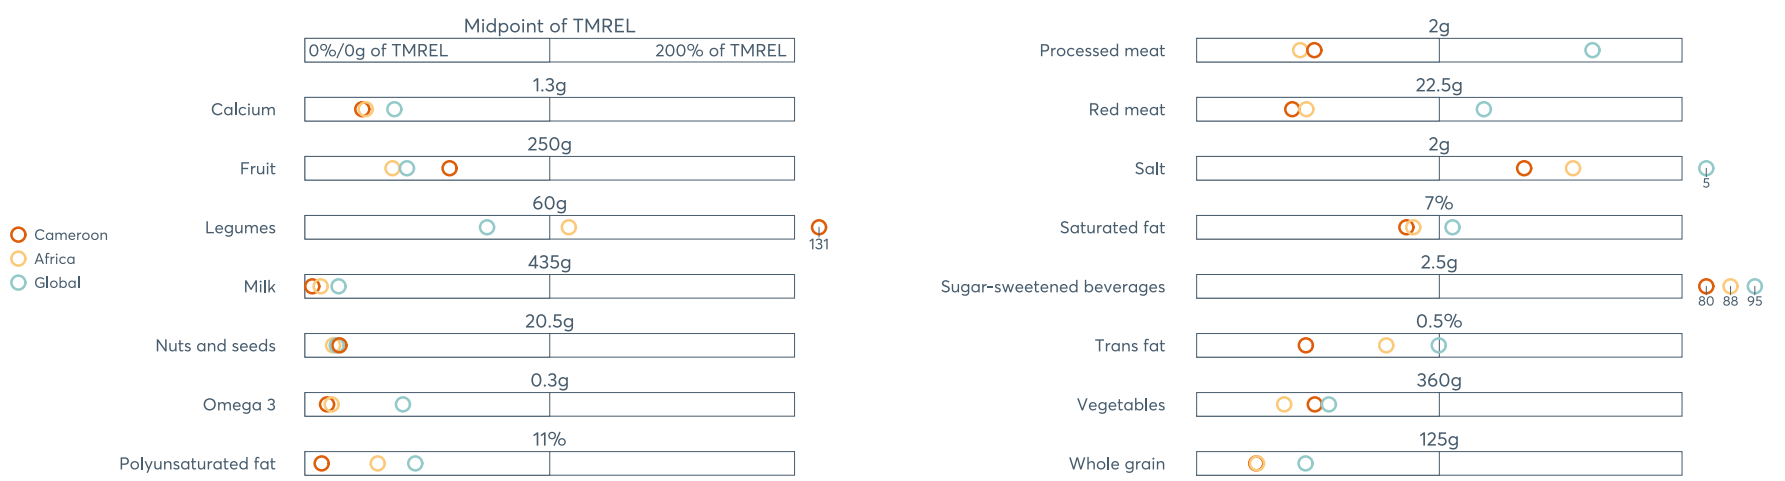 Midpoint of TMREL
0%/0g of TMREL 200% of TMREL
1.3g
Calcium
250g
Fruit
60g
Legumes
131
435g
Milk
20.5g
Nuts and seeds
0.3g
Omega 3
11%
Polyunsaturated fat
Cameroon
Africa
Global
2g
Processed meat
22.5g
Red meat
2g
Salt
5
7%
Saturated fat
2.5g
Sugar-sweetened beverages
80 88 95
0.5%
Trans fat
360g
Vegetables
125g
Whole grain